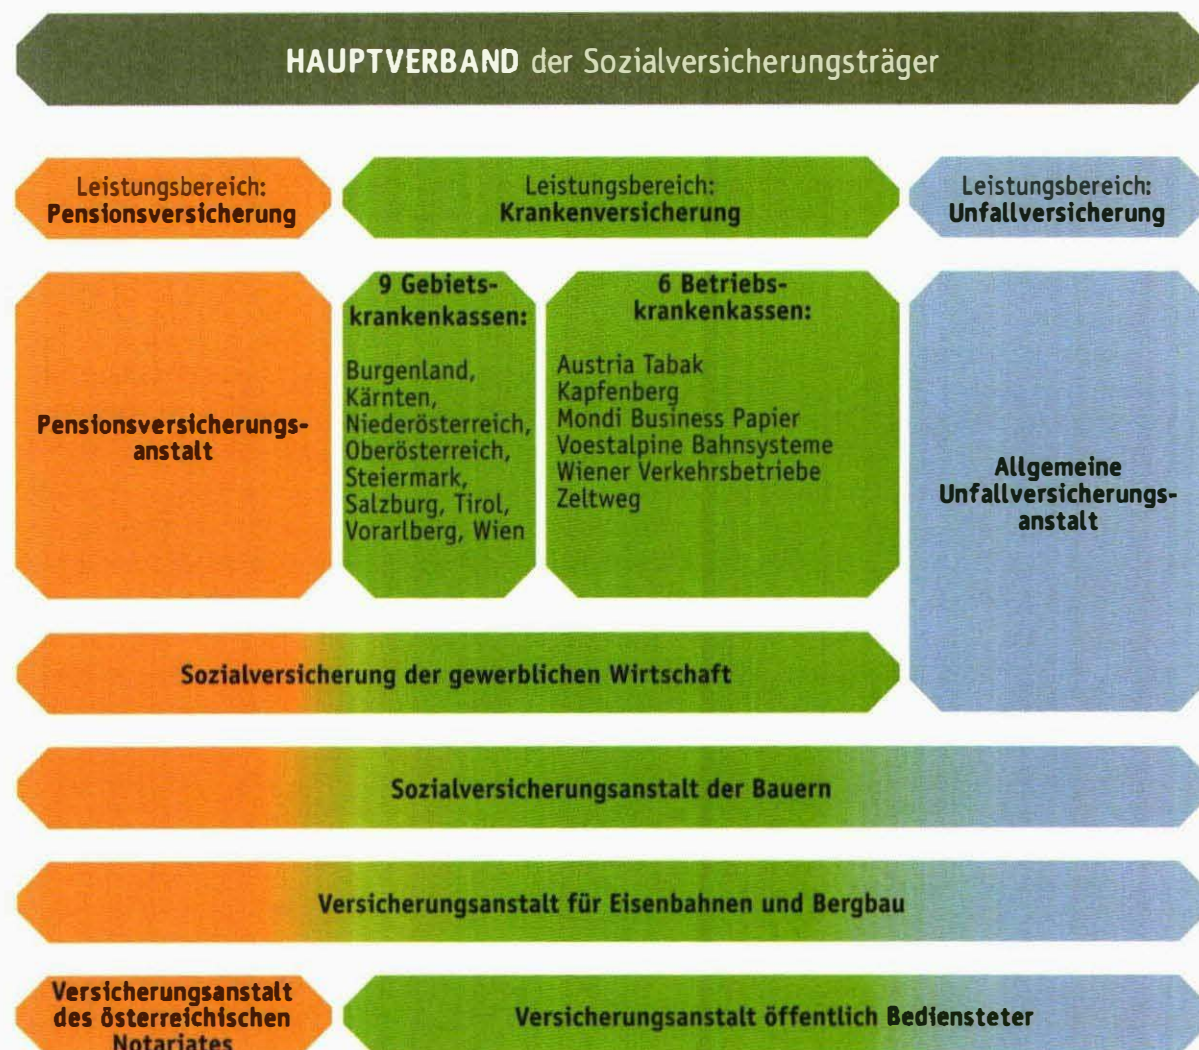 HAUPTVERBAND der Sozialversicherungsträger
Leistungsbereich:
Pensionsversicherung
Leistungsbereich:
Krankenversicherung
Leistungsbereich:
Unfallversicherung
Pensionsversicherungs-
anstalt
9 Gebiets-
krankenkassen:
Burgenland,
Kärnten,
Niederösterreich,
Oberösterreich,
Steiermark,
Salzburg, Tirol,
Vorarlberg, Wien
6 Betriebs-
krankenkassen:
Austria Tabak
Kapfenberg
Mondi Business Papier
Voestalpine Bahnsysteme
Wiener Verkehrsbetriebe
Zeltweg
Allgemeine
Unfallversicherungs-
anstalt
Sozialversicherung der gewerblichen Wirtschaft
Sozialversicherungsanstalt der Bauern
Versicherungsanstalt für Eisenbahnen und Bergbau
Versicherungsanstalt
des österreichischen
Notariates
Versicherungsanstalt öffentlich Bediensteter